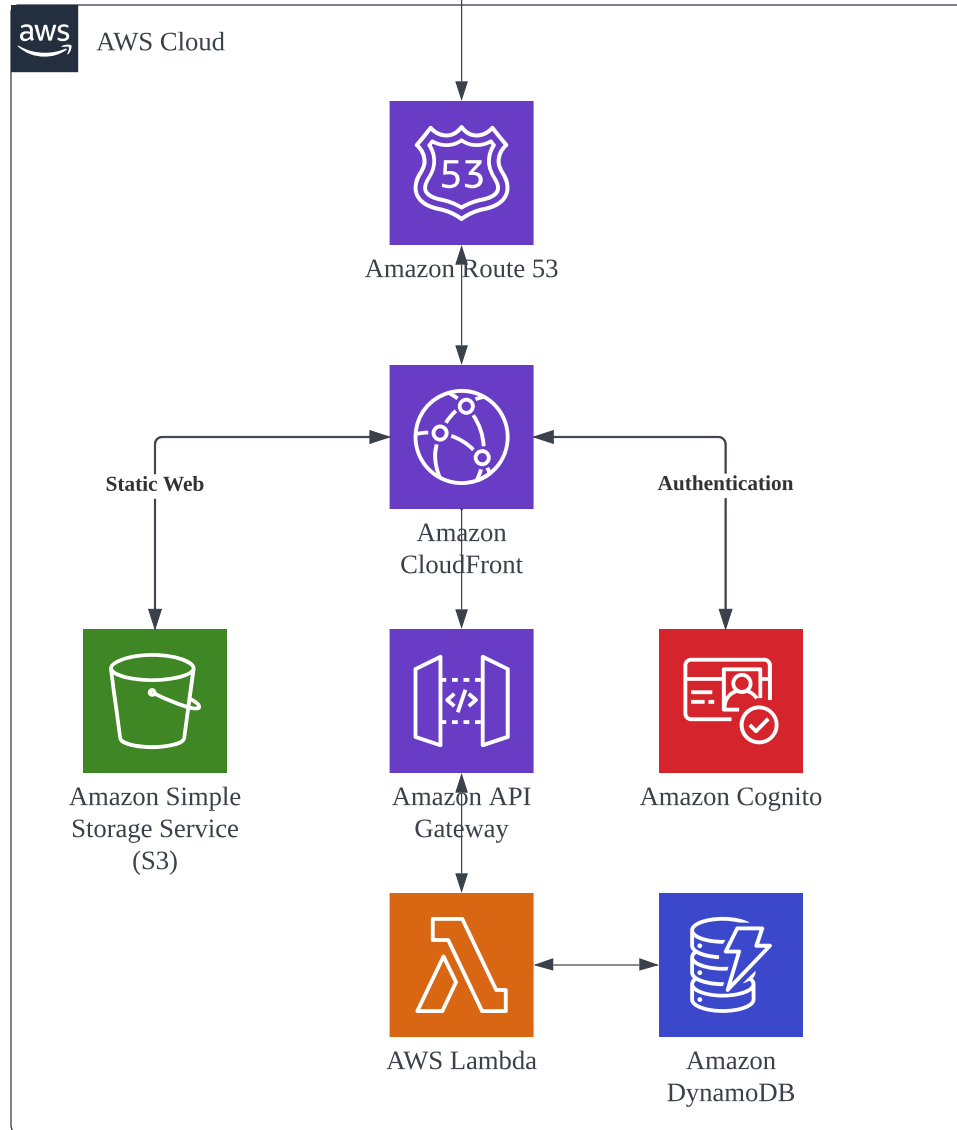 aws
AWS Cloud
53
Amazon Route 53
Static Web
Authentication
Amazon
CloudFront
</>
Amazon Simple
Storage Service
(S3)
Amazon API
Gateway
Amazon Cognito
AWS Lambda
Amazon
DynamoDB